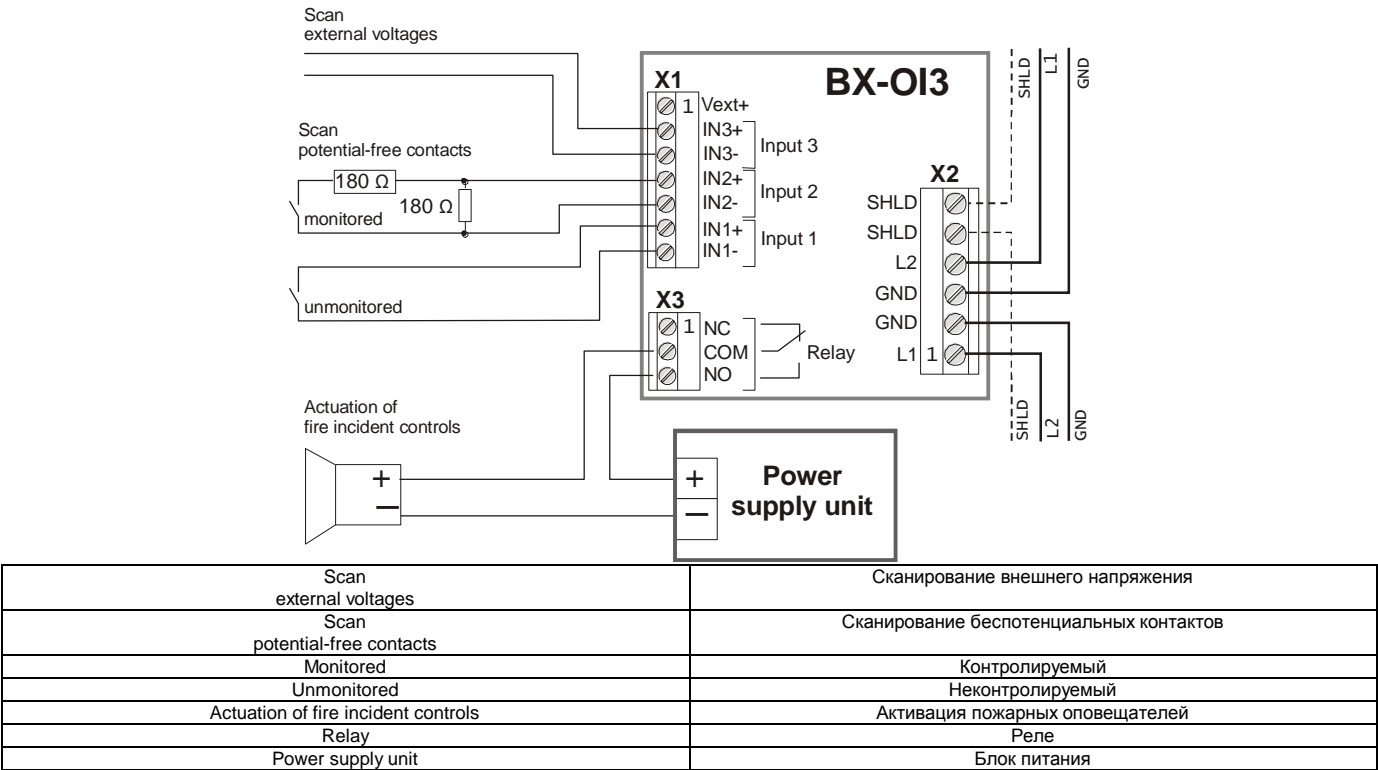 Scan
external voltages
BX-OI3
X1
1 Vext+
IN3+
IN3-
Input 3
Scan
potential-free contacts
180 Ω
180 Ω
monitored
IN2+
IN2-
Input 2
IN1+
IN1-
Input 1
unmonitored
X3
1 NC
COM
NO
Relay
SHLD
L1
GND
X2
SHLD
SHLD
L2
GND
GND
L1 1
SHLD
L2
GND
Actuation of
fire incident controls
+
–
+
–
Power
supply unit
Scan
external voltages
Сканирование внешнего напряжения
Scan
potential-free contacts
Сканирование беспотенциальных контактов
Monitored
Контролируемый
Unmonitored
Неконтролируемый
Actuation of fire incident controls
Активация пожарных оповещателей
Relay
Реле
Power supply unit
Блок питания